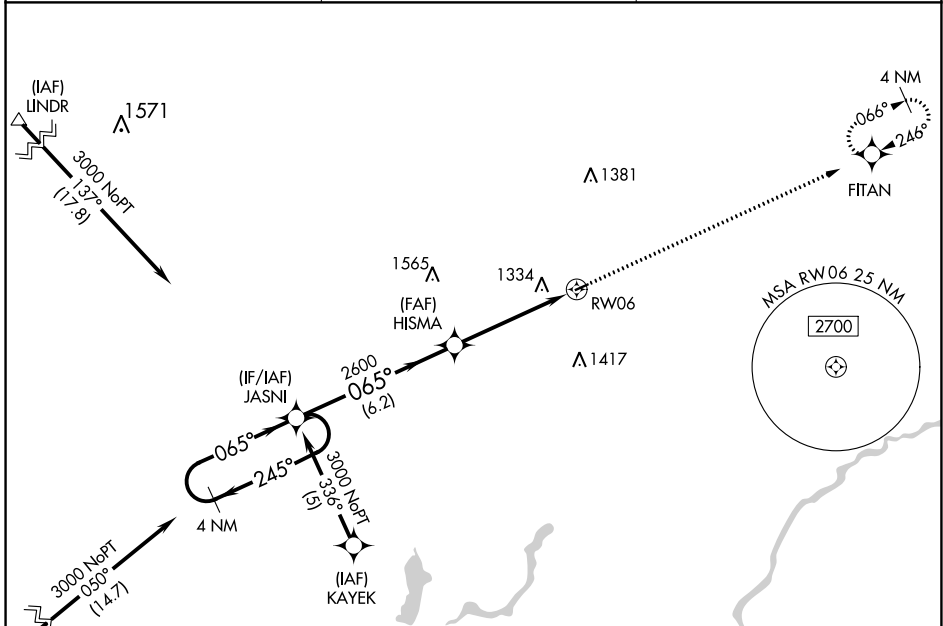 (IAF)
LINDR
1571
3000 NoPT
137°
(17.8)
4 NM
066°
246°
FITAN
1381
1565
1334
RW06
(FAF)
HISMA
MSA RW06 25 NM
2700
1417
2600
065°
(6.2)
(IF/IAF)
JASNI
065°
245°
4 NM
3000 NoPT
336°
(5)
(IAF)
KAYEK
3000 NoPT
050°
(14.7)